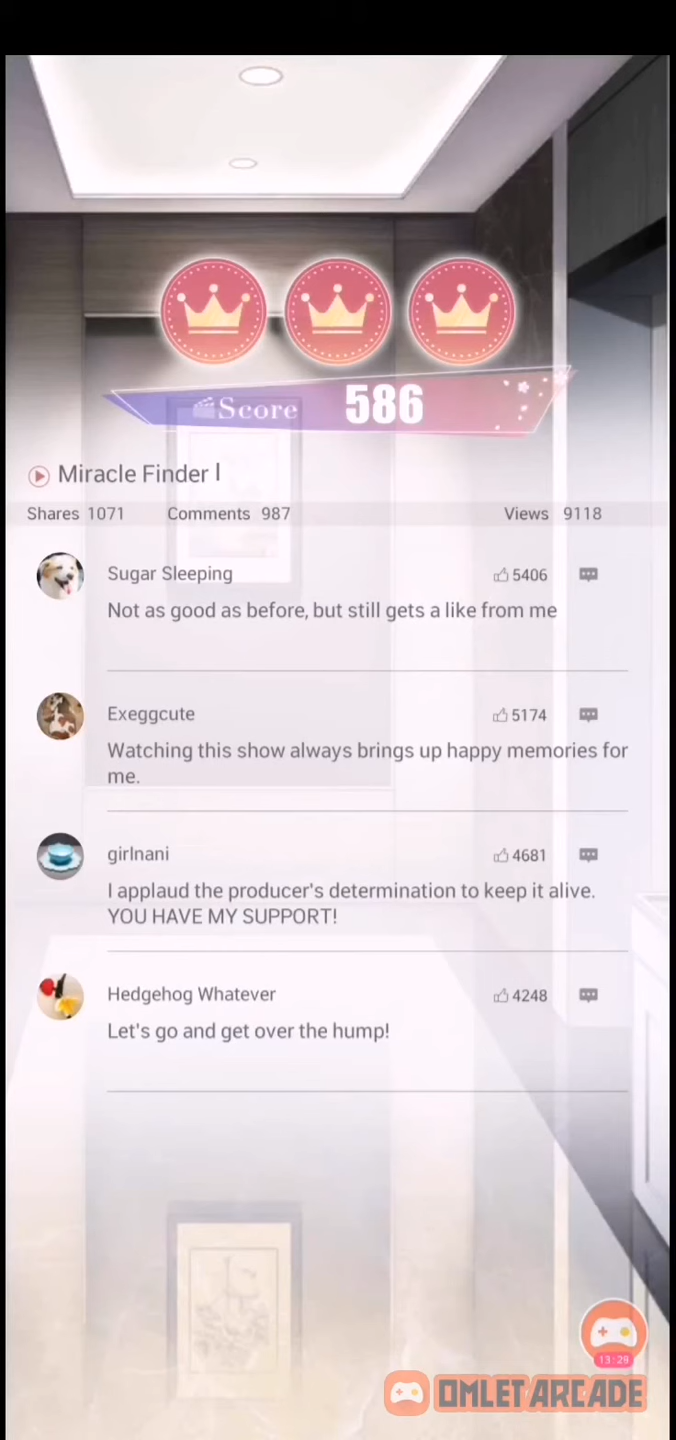 Score 586
Miracle Finder I
Shares 1071 Comments 987 Views 9118
Sugar Sleeping 5406
Not as good as before, but still gets a like from me
Exeggcute 5174
Watching this show always brings up happy memories for
me.
girlnani 4681
I applaud the producer's determination to keep it alive.
YOU HAVE MY SUPPORT!
Hedgehog Whatever 4248
Let's go and get over the hump!
13:29
OMLET ARCADE